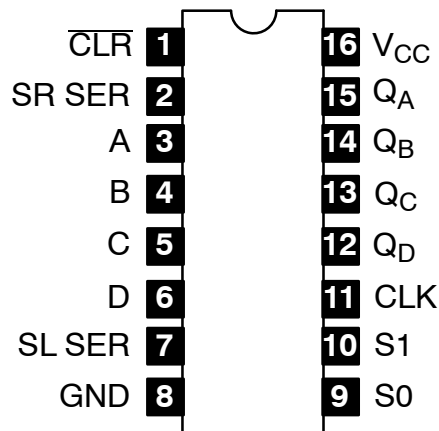 C̅L̅R̅ 1 16 VCC
SR SER 2 15 QA
A 3 14 QB
B 4 13 QC
C 5 12 QD
D 6 11 CLK
SL SER 7 10 S1
GND 8 9 S0